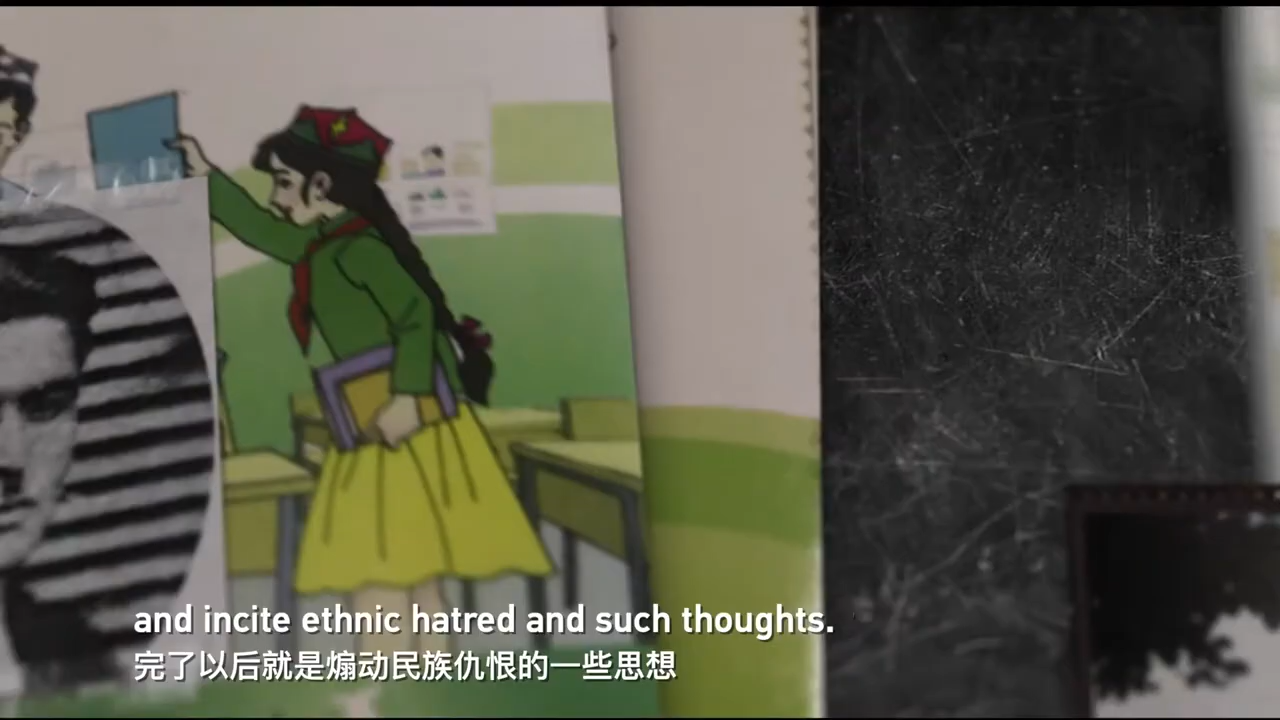 and incite ethnic hatred and such thoughts.
完了以后就是煽动民族仇恨的一些思想